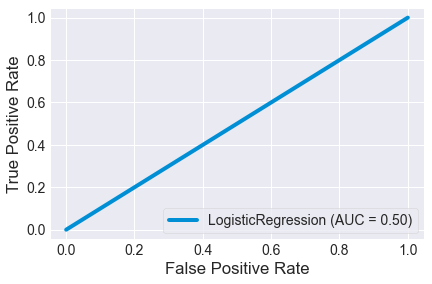 1.0
0.8
0.6
0.4
0.2
0.0
True Positive Rate
LogisticRegression (AUC = 0.50)
0.0 0.2 0.4 0.6 0.8 1.0
False Positive Rate